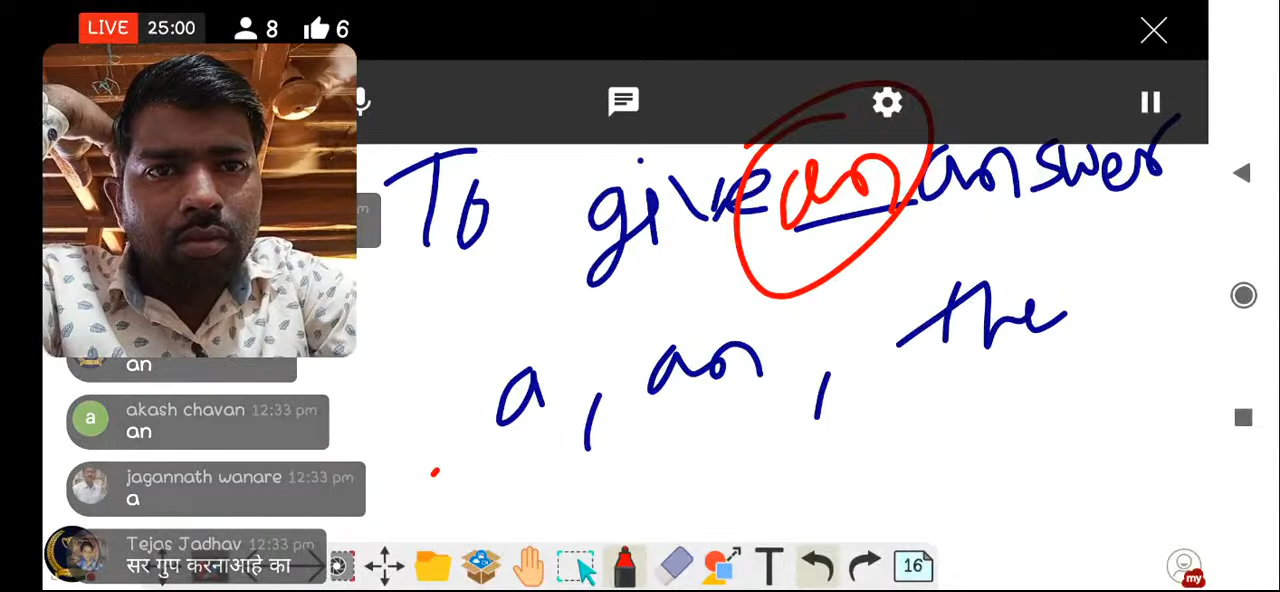 LIVE 25:00 8 6
To give an answer
m
a, an, the
an
akash chavan 12:33 pm
a an
jagannath wanare 12:33 pm
a
Tejas Jadhav 12:33 pm
सर गुप करनाआहे का
T 16
my